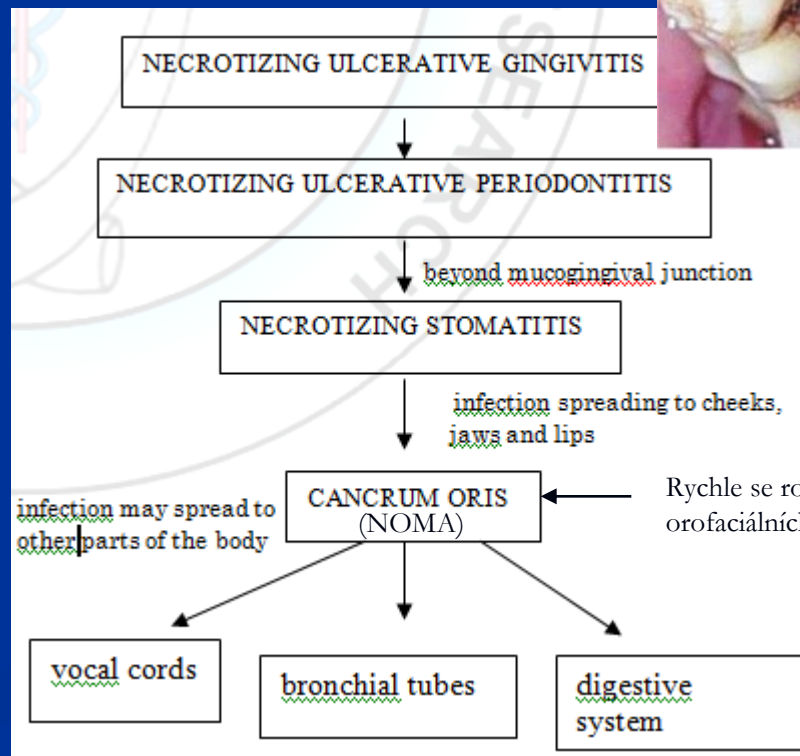 NECROTIZING ULCERATIVE GINGIVITIS
SEARCH
NECROTIZING ULCERATIVE PERIODONTITIS
beyond mucogingival junction
NECROTIZING STOMATITIS
infection spreading to cheeks,
jaws and lips
infection may spread to
other parts of the body
CANCRUM ORIS
(NOMA)
Rychle se
orofaciálních
vocal cords
bronchial tubes
digestive
system